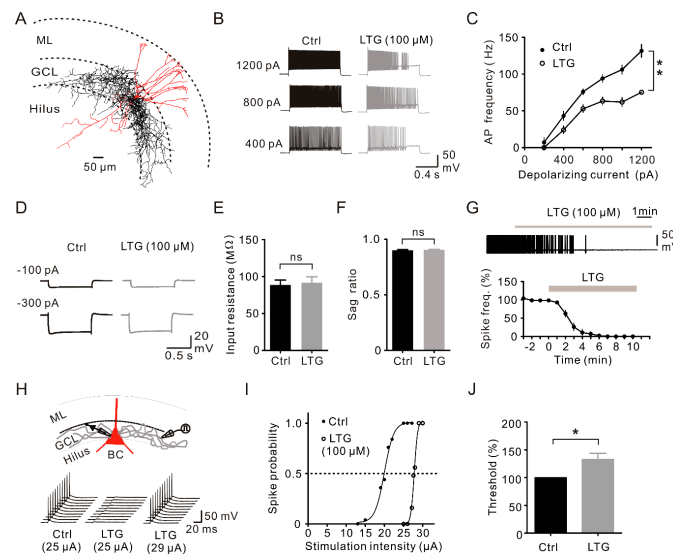 A
ML
GCL
Hilus
50 µm
B
Ctrl LTG (100 µM)
1200 pA
800 pA
400 pA
50
mV
0.4 s
C
Ctrl
LTG
**
AP frequency (Hz)
150
100
50
0
0 400 800 1200
Depolarizing current (pA)
D
Ctrl LTG (100 µM)
-100 pA
-300 pA
20
mV
0.5 s
E
Input resistance (MΩ)
ns
150
100
50
0
Ctrl LTG
F
Sag ratio
ns
1.0
0.5
0
Ctrl LTG
G
LTG (100 µM) 1min
50
mV
LTG
Spike freq. (%)
100
50
0
-2 0 2 4 6 8 10
Time (min)
H
ML
GCL
Hilus
BC
50 mV
20 ms
Ctrl LTG LTG
(25 µA) (25 µA) (29 µA)
I
Ctrl
LTG
(100 µM)
Spike probability
1.0
0.5
0.0
0 10 15 20 25 30
Stimulation intensity (µA)
J
*
Threshold (%)
200
150
100
50
0
Ctrl LTG